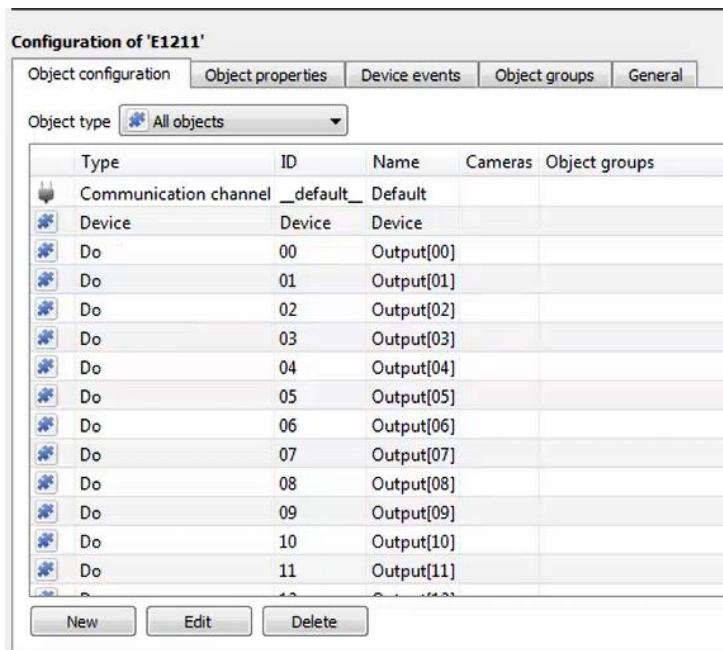 Configuration of 'E1211'
Object configuration Object properties Device events Object groups General
Object type All objects
Type ID Name Cameras Object groups
Communication channel __default__ Default
Device Device Device
Do 00 Output[00]
Do 01 Output[01]
Do 02 Output[02]
Do 03 Output[03]
Do 04 Output[04]
Do 05 Output[05]
Do 06 Output[06]
Do 07 Output[07]
Do 08 Output[08]
Do 09 Output[09]
Do 10 Output[10]
Do 11 Output[11]
New Edit Delete